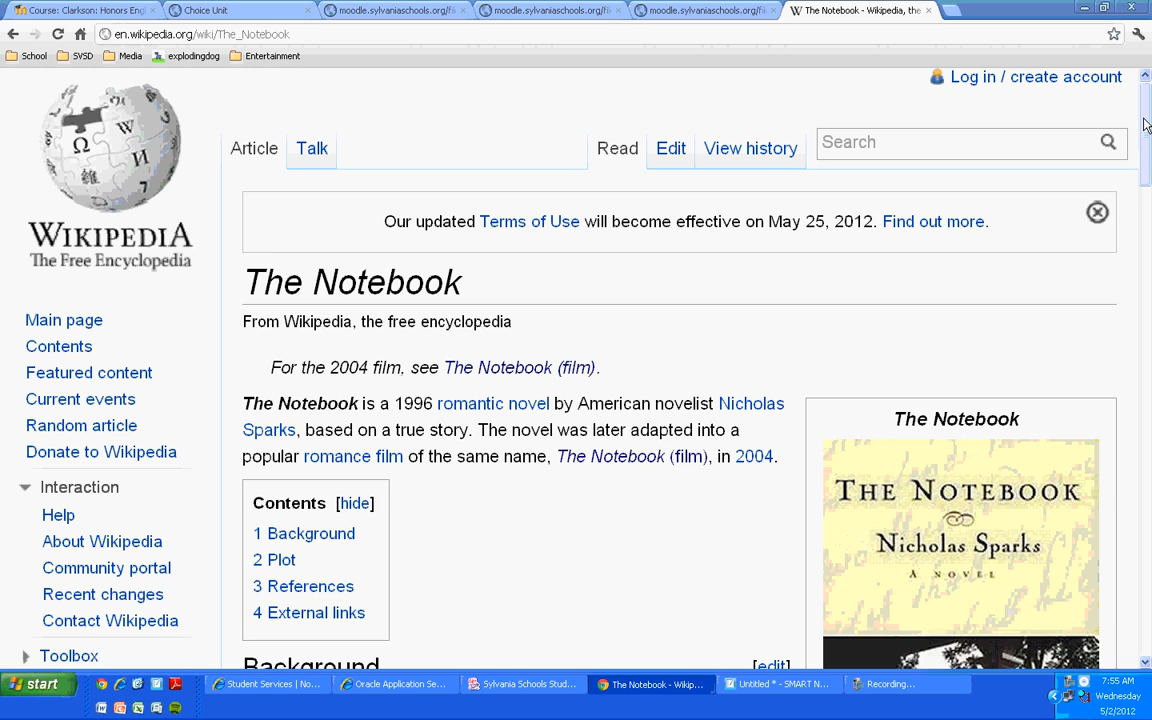 Course: Clarkson: Honors Engl
Choice Unit
moodle.sylvaniaschools.org/fil
moodle.sylvaniaschools.org/fil
moodle.sylvaniaschools.org/fil
The Notebook - Wikipedia, the
en.wikipedia.org/wiki/The_Notebook
School
SVSD
Media
explodingdog
Entertainment
Log in / create account
Article
Talk
Read
Edit
View history
Search
Our updated Terms of Use will become effective on May 25, 2012. Find out more.
WIKIPEDIA
The Free Encyclopedia
The Notebook
From Wikipedia, the free encyclopedia
For the 2004 film, see The Notebook (film).
The Notebook is a 1996 romantic novel by American novelist Nicholas
Sparks, based on a true story. The novel was later adapted into a
popular romance film of the same name, The Notebook (film), in 2004.
Contents [hide]
1 Background
2 Plot
3 References
4 External links
Background
[edit]
The Notebook
THE NOTEBOOK
Nicholas Sparks
A NOVEL
Main page
Contents
Featured content
Current events
Random article
Donate to Wikipedia
Interaction
Help
About Wikipedia
Community portal
Recent changes
Contact Wikipedia
Toolbox
start
Student Services | No...
Oracle Application Se...
Sylvania Schools Stud...
The Notebook - Wikip...
Untitled * - SMART N...
Recording...
7:55 AM
Wednesday
5/2/2012